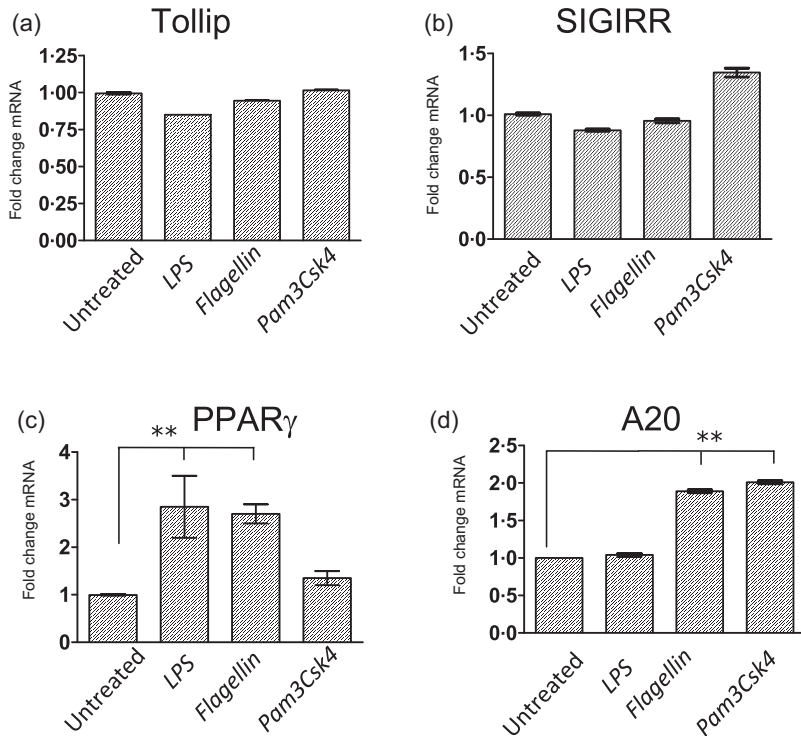 (a) Tollip
Fold change mRNA
1·25
1·00
0·75
0·50
0·25
0·00
Untreated
LPS
Flagellin
Pam3Csk4
(b) SIGIRR
Fold change mRNA
1·5
1·0
0·5
0·0
Untreated
LPS
Flagellin
Pam3Csk4
(c) PPARγ
**
Fold change mRNA
4
3
2
1
0
Untreated
LPS
Flagellin
Pam3Csk4
(d) A20
**
Fold change mRNA
2·5
2·0
1·5
1·0
0·5
0·0
Untreated
LPS
Flagellin
Pam3Csk4